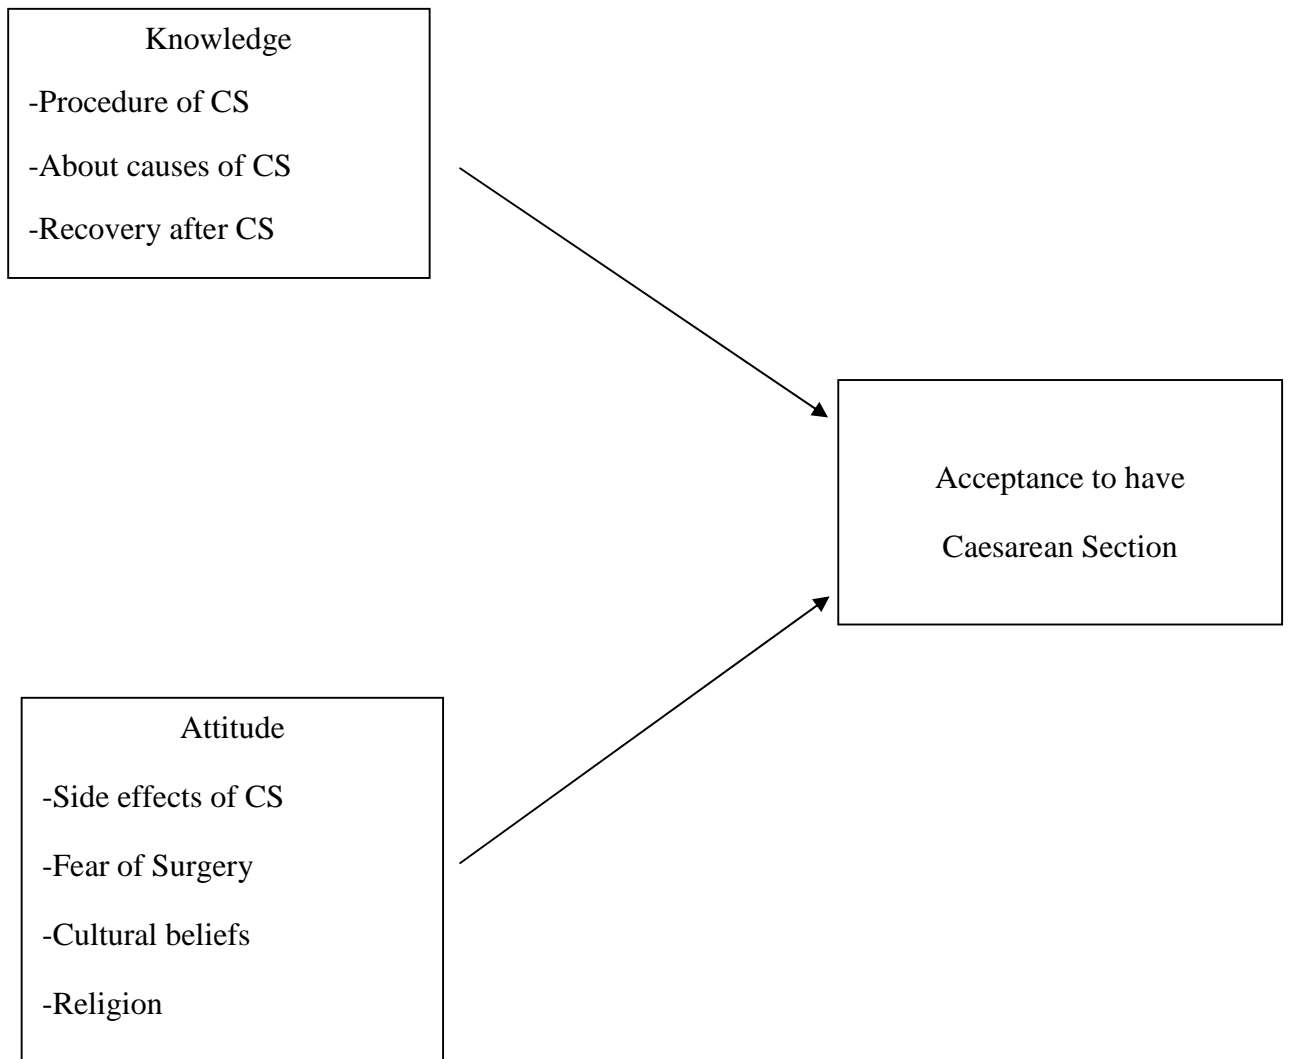 Knowledge
-Procedure of CS
-About causes of CS
-Recovery after CS
Acceptance to have
Caesarean Section
Attitude
-Side effects of CS
-Fear of Surgery
-Cultural beliefs
-Religion